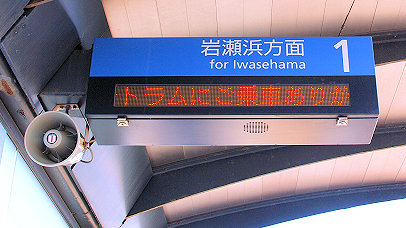 岩瀬浜方面 1
for Iwasehama
トラムにご乗車ありが